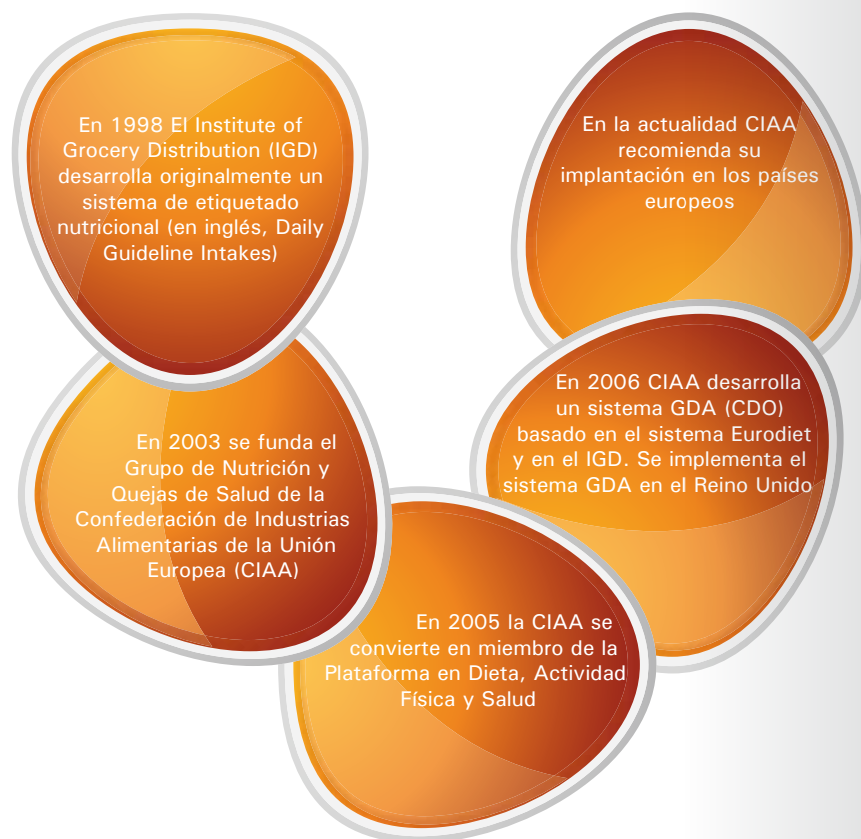 En 1998 El Institute of
Grocery Distribution (IGD)
desarrolla originalmente un
sistema de etiquetado
nutricional (en inglés, Daily
Guideline Intakes)
En 2003 se funda el
Grupo de Nutrición y
Quejas de Salud de la
Confederación de Industrias
Alimentarias de la Unión
Europea (CIAA)
En 2005 la CIAA se
convierte en miembro de la
Plataforma en Dieta, Actividad
Física y Salud
En 2006 CIAA desarrolla
un sistema GDA (CDO)
basado en el sistema Eurodiet
y en el IGD. Se implementa el
sistema GDA en el Reino Unido
En la actualidad CIAA
recomienda su
implantación en los países
europeos